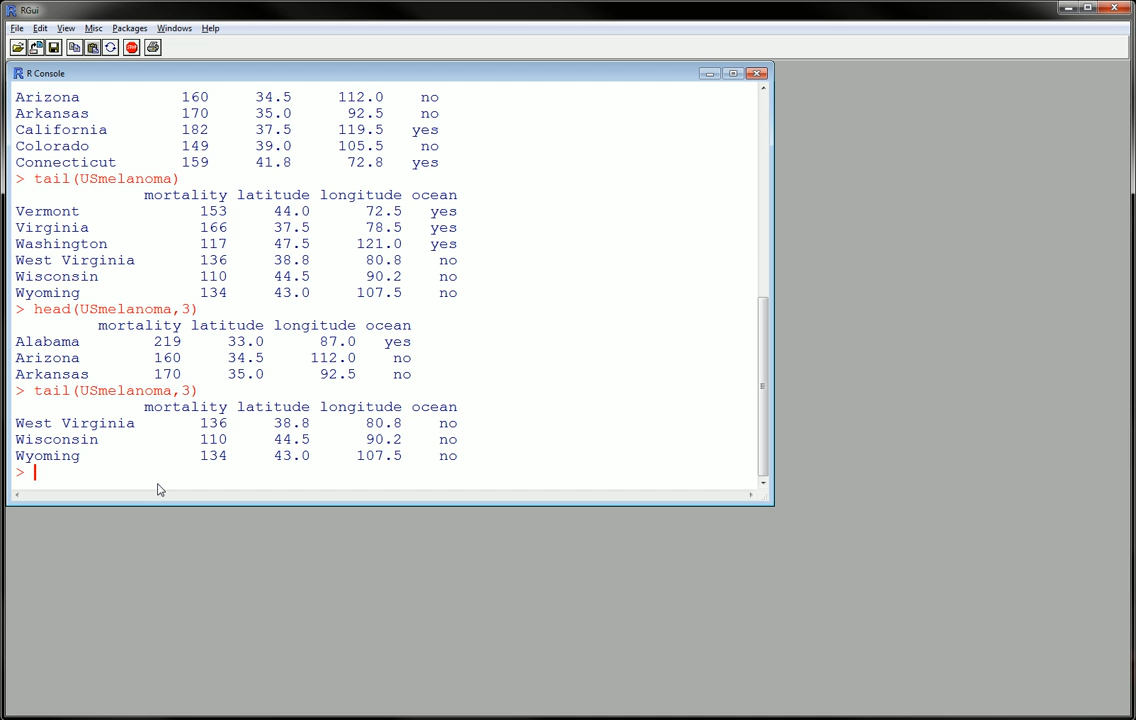 RGui
File Edit View Misc Packages Windows Help
STOP
R Console
Arizona 160 34.5 112.0 no
Arkansas 170 35.0 92.5 no
California 182 37.5 119.5 yes
Colorado 149 39.0 105.5 no
Connecticut 159 41.8 72.8 yes
> tail(USmelanoma)
mortality latitude longitude ocean
Vermont 153 44.0 72.5 yes
Virginia 166 37.5 78.5 yes
Washington 117 47.5 121.0 yes
West Virginia 136 38.8 80.8 no
Wisconsin 110 44.5 90.2 no
Wyoming 134 43.0 107.5 no
> head(USmelanoma,3)
mortality latitude longitude ocean
Alabama 219 33.0 87.0 yes
Arizona 160 34.5 112.0 no
Arkansas 170 35.0 92.5 no
> tail(USmelanoma,3)
mortality latitude longitude ocean
West Virginia 136 38.8 80.8 no
Wisconsin 110 44.5 90.2 no
Wyoming 134 43.0 107.5 no
>